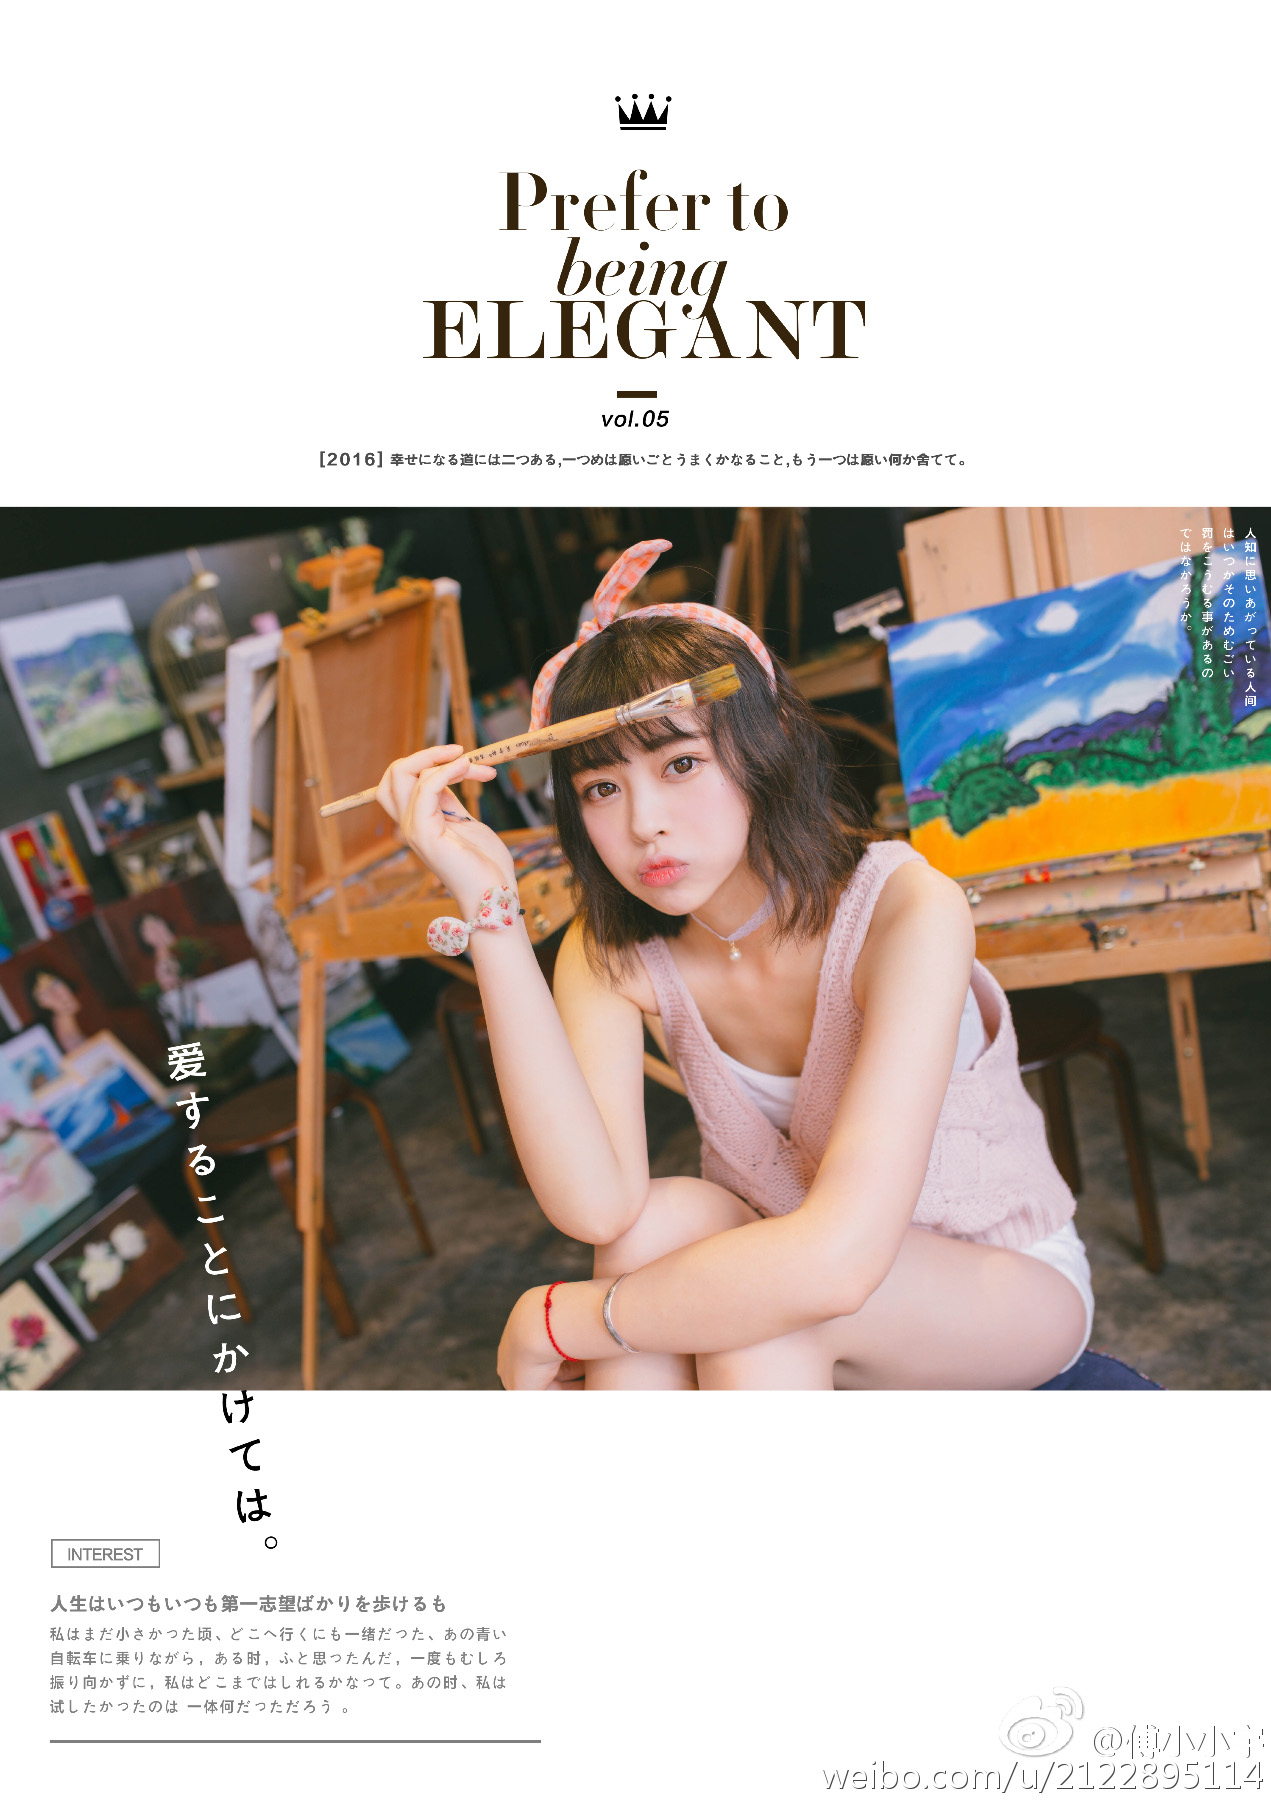 Prefer to
being
ELEGANT
vol.05
[2016] 幸せになる道には二つある,一つめは愿いごとうまくかなること,もう一つは愿い何か舍てて。
人知に思いあがっている人间
はいつかそのためむごい
罰をこうむる事があるの
ではなかろうか。
爱することにかけては。
INTEREST
人生はいつもいつも第一志望ばかりを歩けるも
私はまだ小さかった頃、どこへ行くにも一绪だった、あの青い
自転车に乗りながら，ある时，ふと思ったんだ，一度もむしろ
振り向かずに，私はどこまではしれるかなって。あの时、私は
试したかったのは 一体何だっただろう 。
@傅小小宇
weibo.com/u/2122895114